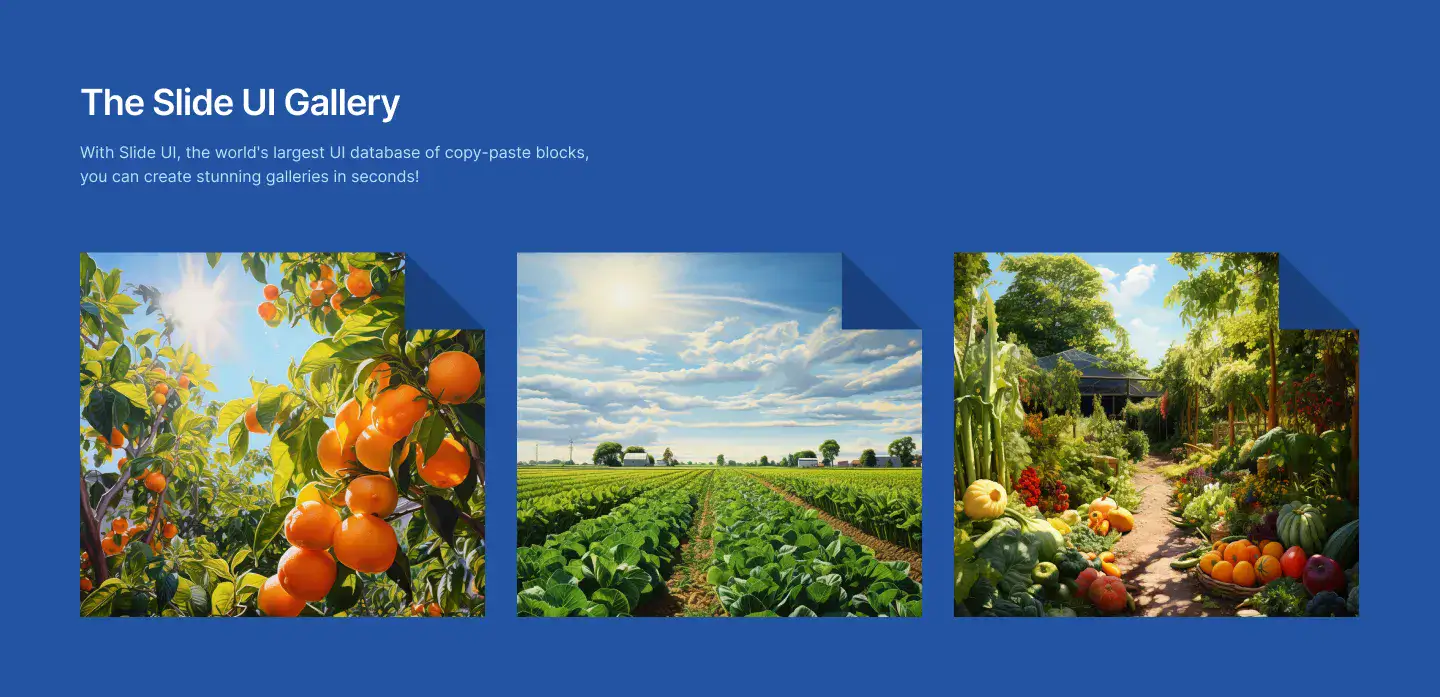 The Slide UI Gallery
With Slide UI, the world's largest UI database of copy-paste blocks,
you can create stunning galleries in seconds!